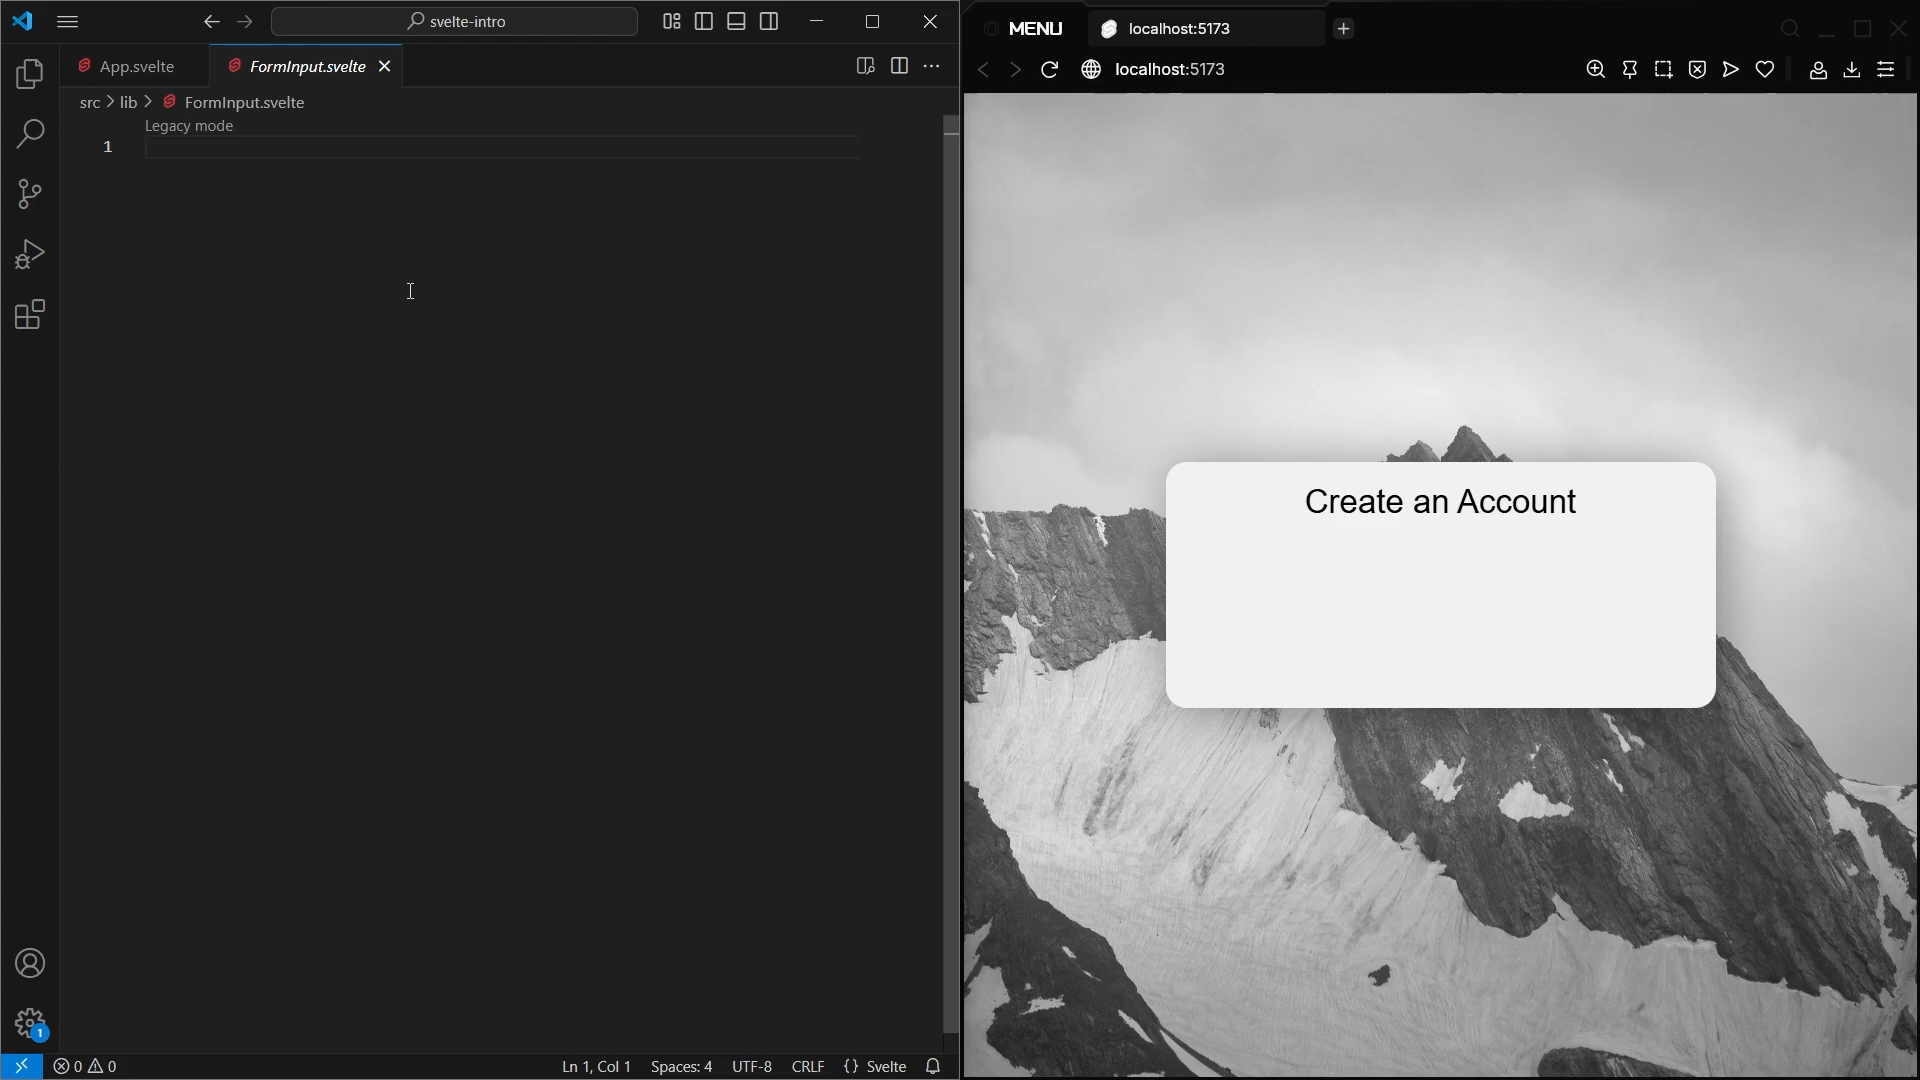 svelte-intro
App.svelte
FormInput.svelte
src > lib > FormInput.svelte
Legacy mode
1
1
0 0
Ln 1, Col 1
Spaces: 4
UTF-8
CRLF
{} Svelte
MENU
localhost:5173
localhost:5173
Create an Account